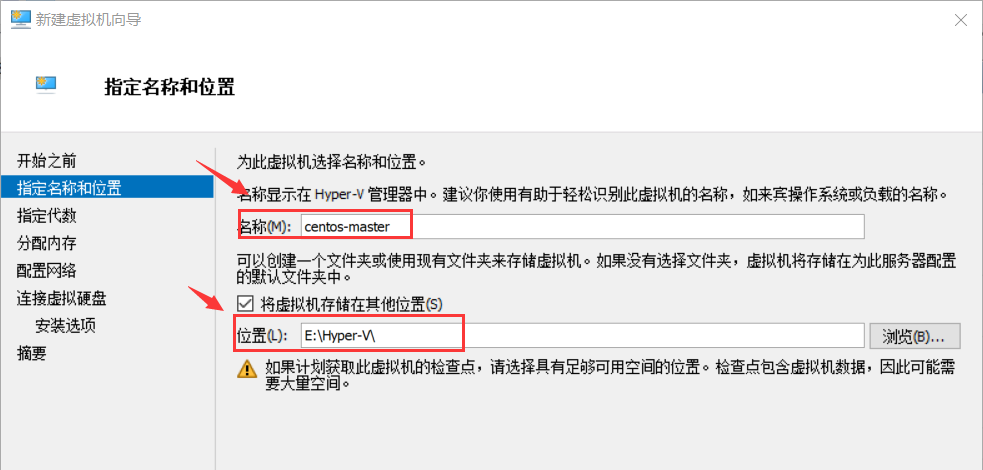 新建虚拟机向导
指定名称和位置
开始之前
指定名称和位置
指定代数
分配内存
配置网络
连接虚拟硬盘
安装选项
摘要
为此虚拟机选择名称和位置。
名称显示在 Hyper-V 管理器中。建议你使用有助于轻松识别此虚拟机的名称，如来宾操作系统或负载的名称。
名称(M): centos-master
可以创建一个文件夹或使用现有文件夹来存储虚拟机。如果没有选择文件夹，虚拟机将存储在为此服务器配置
的默认文件夹中。
将虚拟机存储在其他位置(S)
位置(L): E:\Hyper-V\ 浏览(B)...
如果计划获取此虚拟机的检查点，请选择具有足够可用空间的位置。检查点包含虚拟机数据，因此可能需
要大量空间。